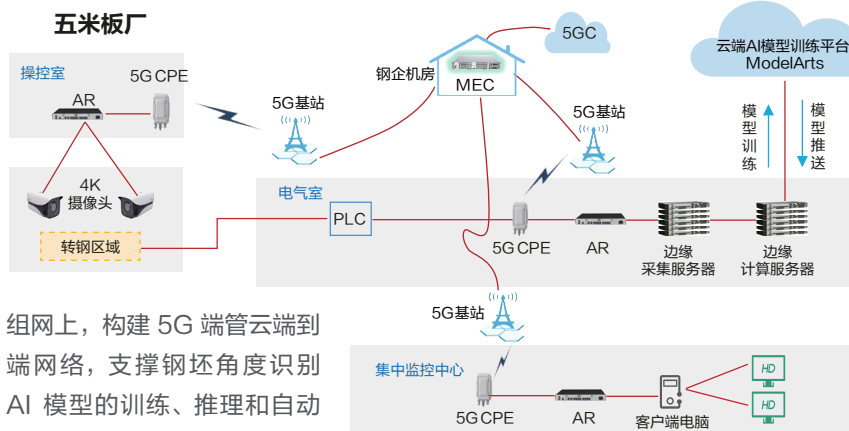 五米板厂
操控室
5G CPE
AR
4K
摄像头
转钢区域
5G基站
钢企机房
MEC
5GC
5G基站
云端AI模型训练平台
ModelArts
模型训练
模型推送
电气室
PLC
5G CPE
AR
边缘
采集服务器
边缘
计算服务器
5G基站
集中监控中心
5G CPE
AR
客户端电脑
HD
HD
组网上，构建 5G 端管云端到
端网络，支撑钢坯角度识别
AI 模型的训练、推理和自动